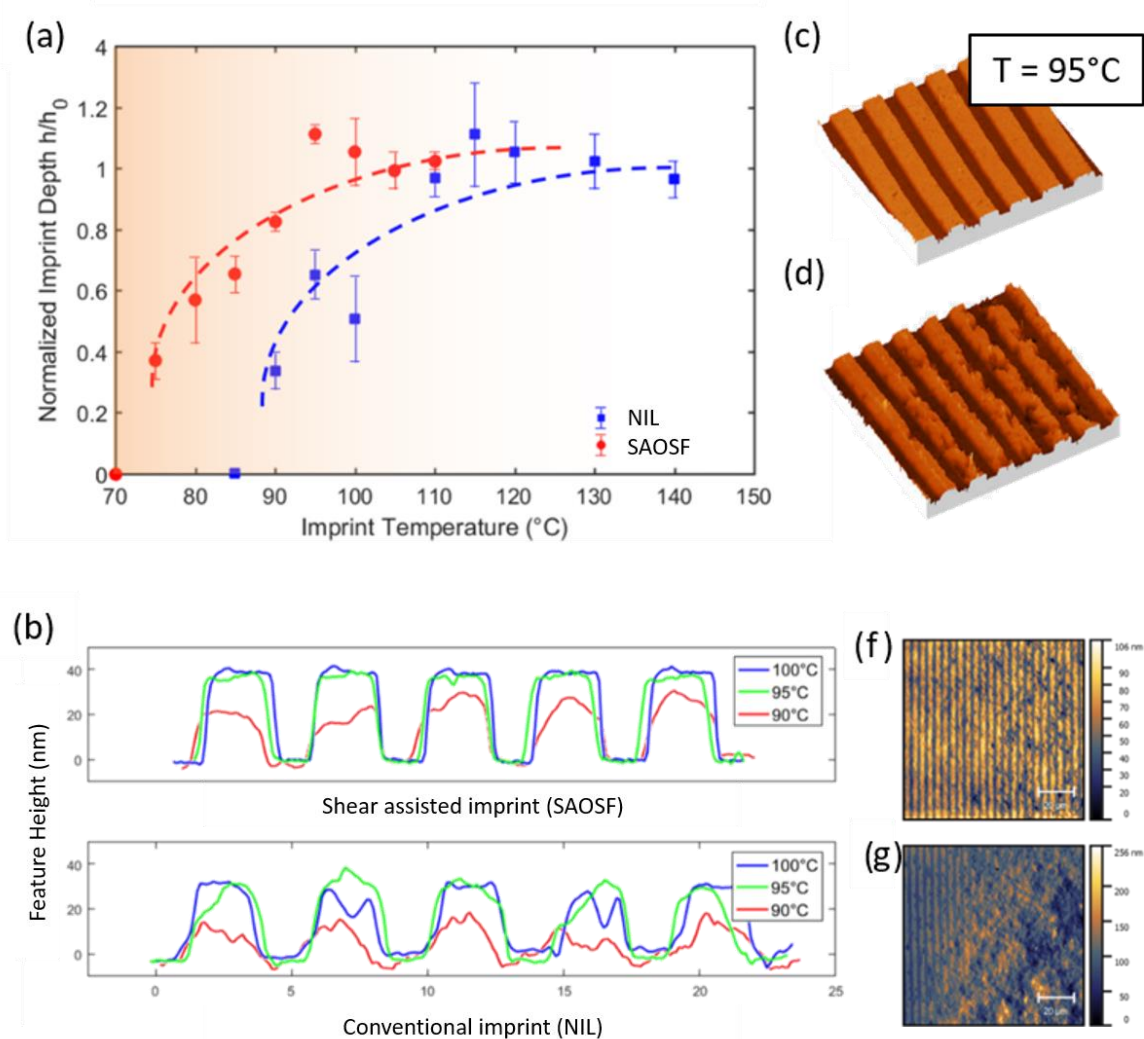 (a)
Normalized Imprint Depth h/h0
4
1.2
1
0.8
0.6
0.4
0.2
0
70 80 90 100 110 120 130 140 150
Imprint Temperature (°C)
NIL
SAOSF
(c)
T = 95°C
(d)
(b)
Feature Height (nm)
40
20
0
100°C
95°C
90°C
Shear assisted imprint (SAOSF)
40
20
0
100°C
95°C
90°C
0 5 10 15 20 25
Conventional imprint (NIL)
(f)
106 nm
90
80
70
60
50
40
30
20
0
(g)
20 µm
256 nm
200
150
100
50
0